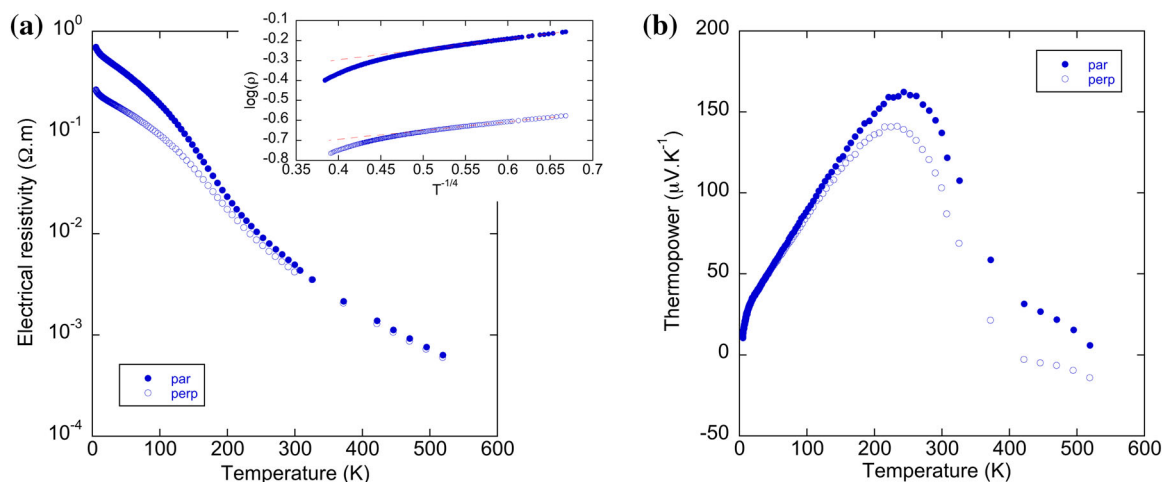 (a)
10⁰
10⁻¹
10⁻²
10⁻³
10⁻⁴
Electrical resistivity (Ω.m)
0 100 200 300 400 500 600
Temperature (K)
par
perp
-0.1
-0.2
-0.3
-0.4
-0.5
-0.6
-0.7
-0.8
log(ρ)
0.35 0.4 0.45 0.5 0.55 0.6 0.65 0.7
T⁻¹/⁴
(b)
200
150
100
50
0
-50
Thermopower (μV.K⁻¹)
0 100 200 300 400 500 600
Temperature (K)
par
perp